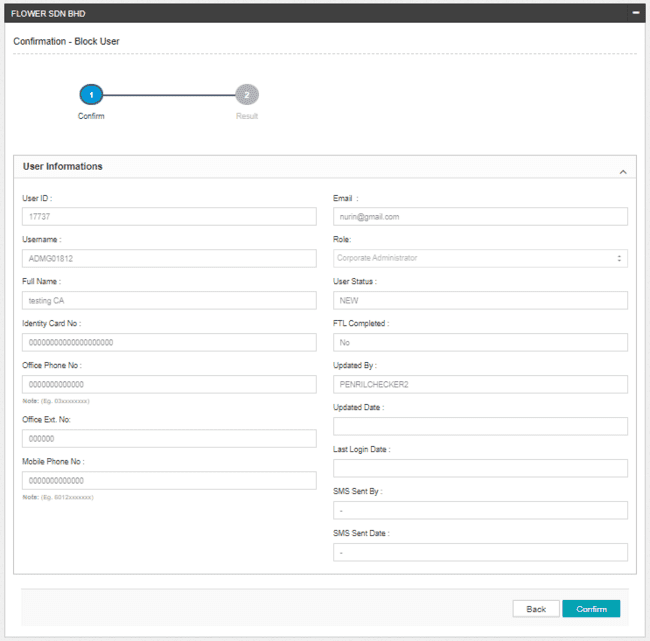 FLOWER SDN BHD
Confirmation - Block User
1
2
Confirm
Result
User Informations
User ID :
17737
Username :
ADMG01812
Full Name :
testing CA
Identity Card No :
00000000000000000000
Office Phone No :
0000000000000
Note: (Eg. 03xxxxxxxx)
Office Ext. No:
000000
Mobile Phone No :
0000000000000
Note: (Eg. 6012xxxxxxx)
Email :
nurin@gmail.com
Role:
Corporate Administrator
User Status :
NEW
FTL Completed :
No
Updated By :
PENRILCHECKER2
Updated Date :
Last Login Date :
SMS Sent By :
-
SMS Sent Date :
-
Back
Confirm